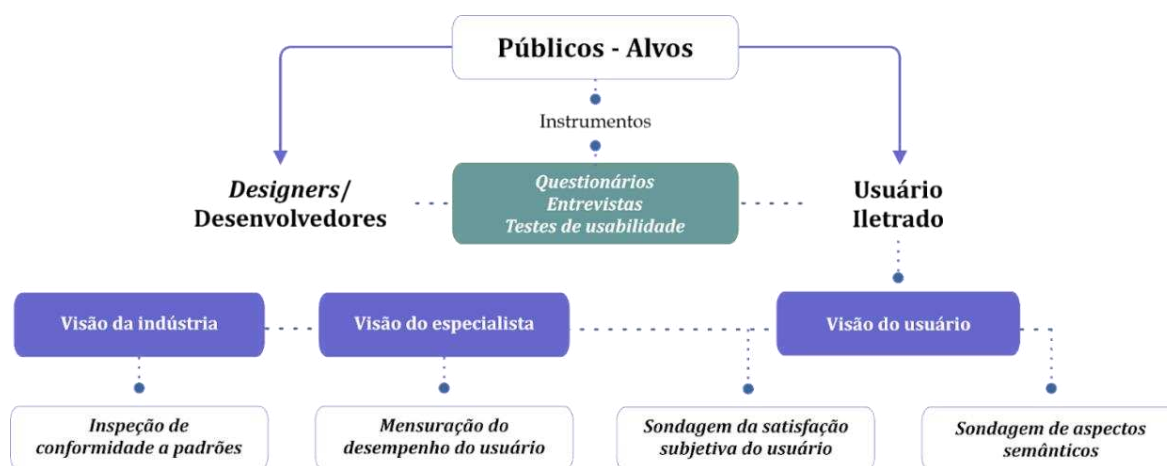 Públicos - Alvos
Instrumentos
Designers/
Desenvolvedores
Questionários
Entrevistas
Testes de usabilidade
Usuário
Iletrado
Visão da indústria
Visão do especialista
Visão do usuário
Inspeção de
conformidade a padrões
Mensuração do
desempenho do usuário
Sondagem da satisfação
subjetiva do usuário
Sondagem de aspectos
semânticos